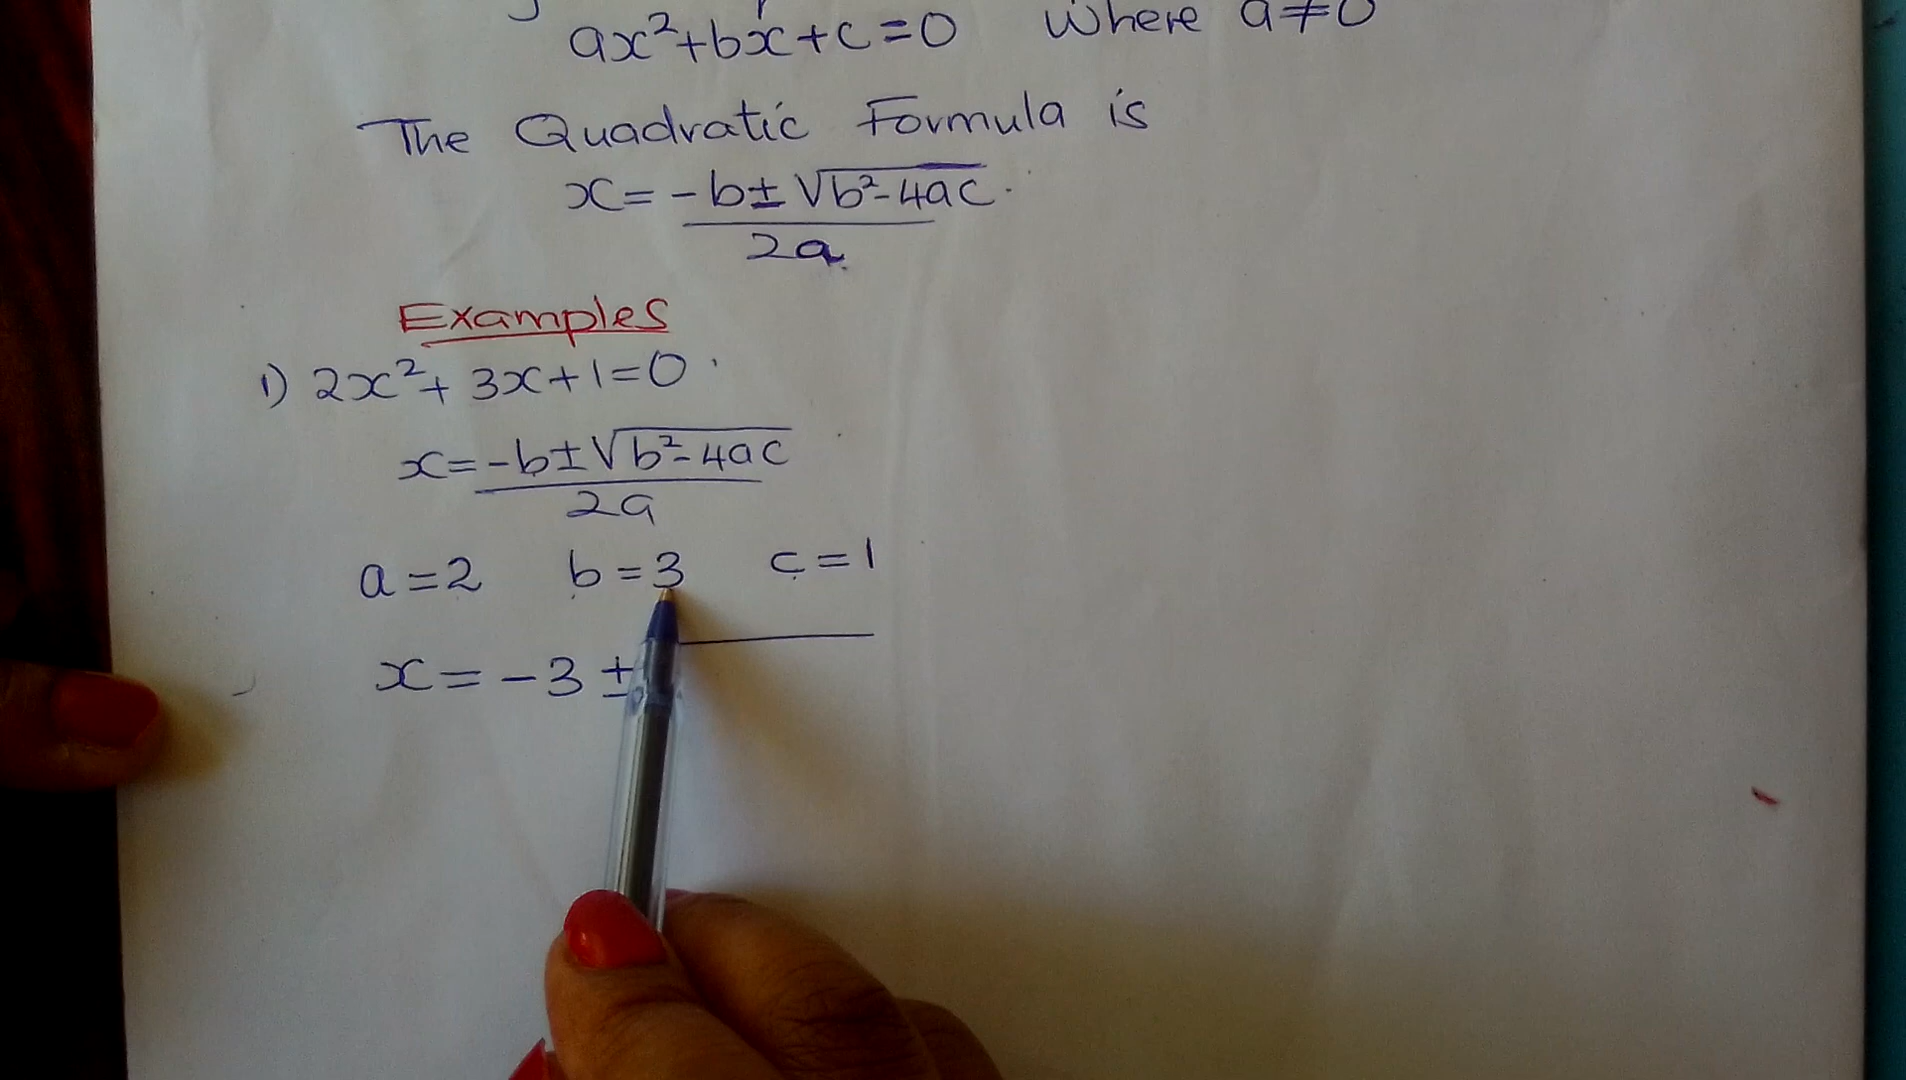 ax²+bx+c=0 where a≠0
The Quadratic Formula is
x=-b±√b²-4ac
2a
Examples
1) 2x²+3x+1=0
x=-b±√b²-4ac
2a
a=2 b=3 c=1
x=-3±